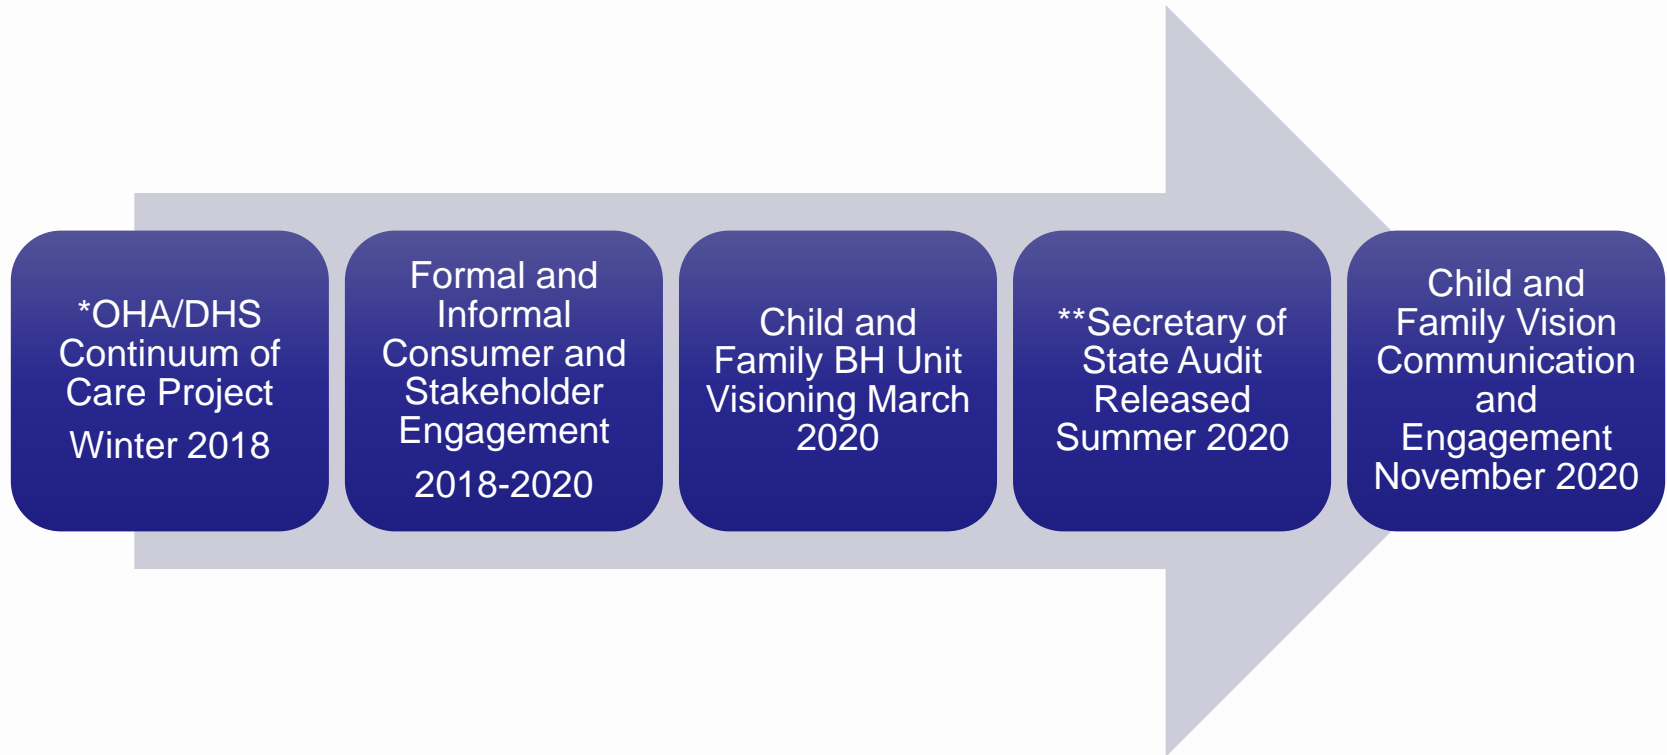 *OHA/DHS
Continuum of
Care Project
Winter 2018
Formal and
Informal
Consumer and
Stakeholder
Engagement
2018-2020
Child and
Family BH Unit
Visioning March
2020
**Secretary of
State Audit
Released
Summer 2020
Child and
Family Vision
Communication
and
Engagement
November 2020